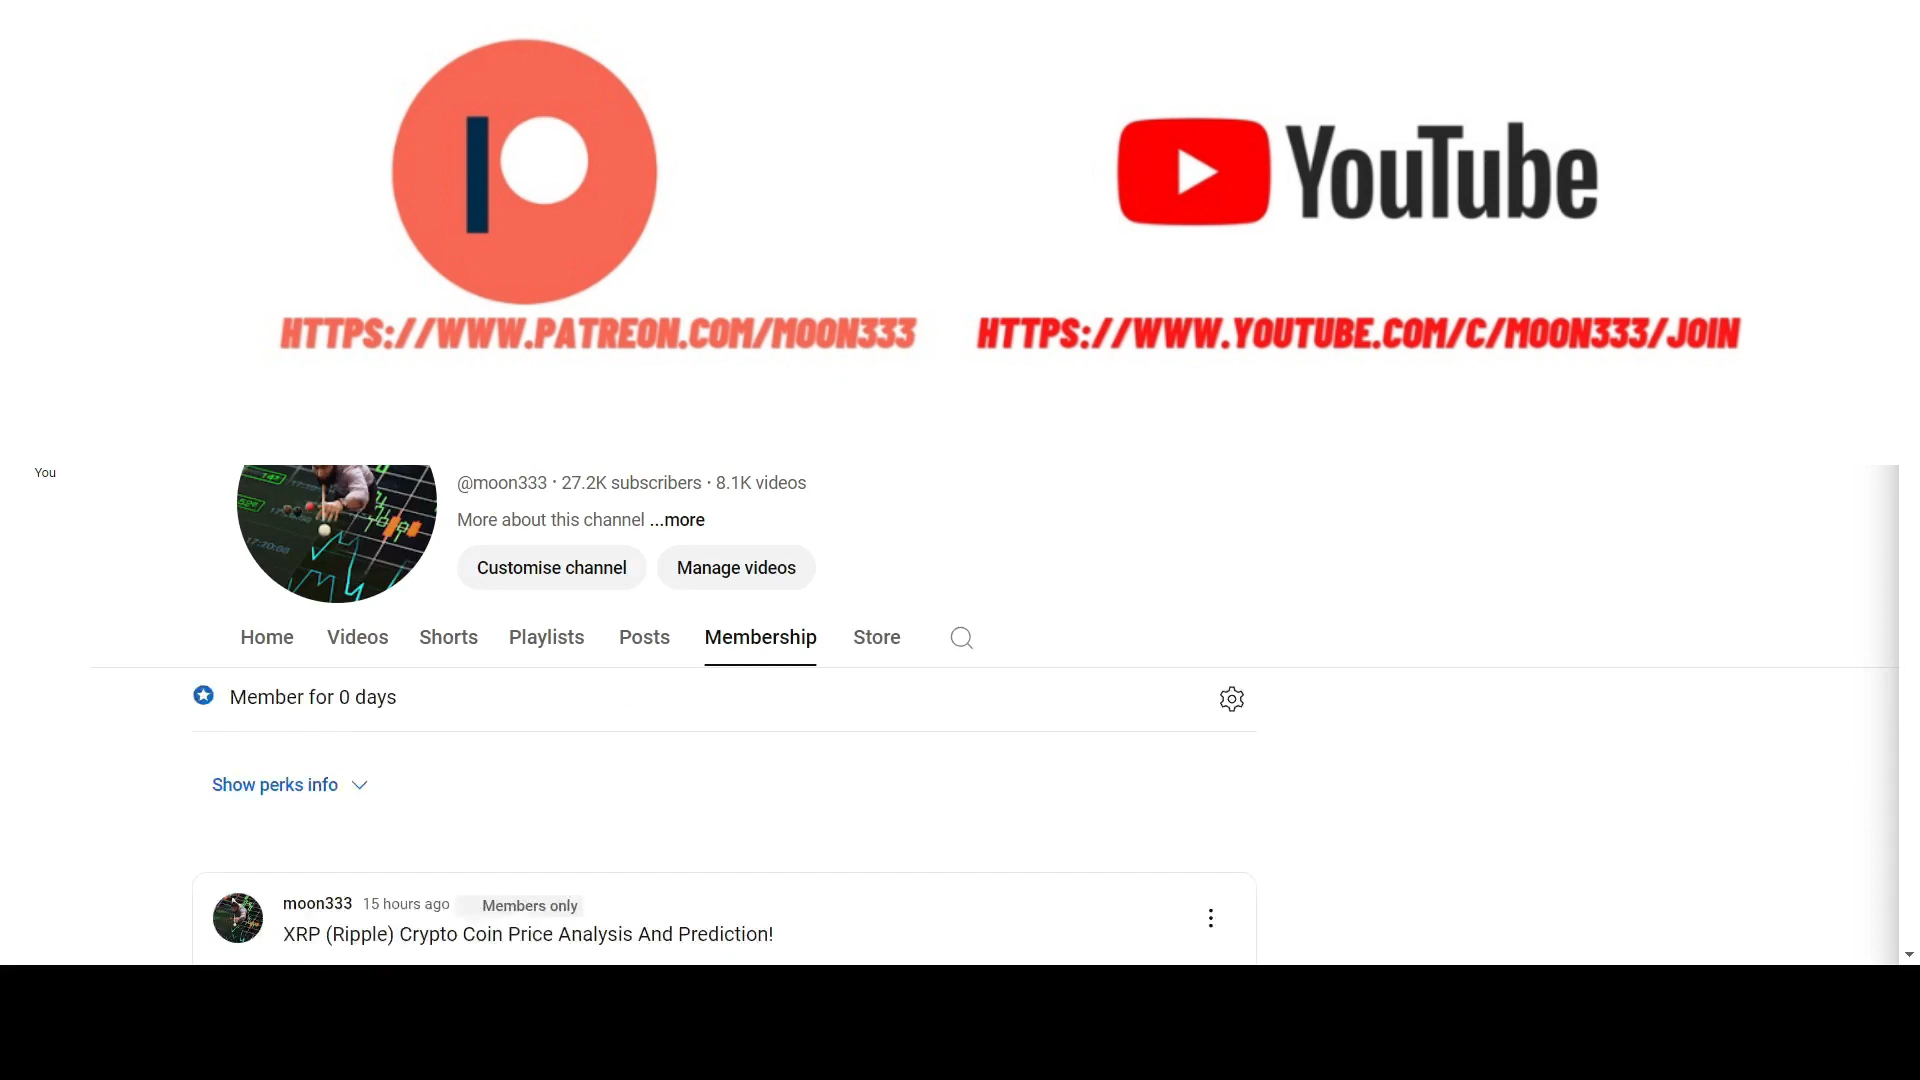 YouTube
HTTPS://WWW.PATREON.COM/MOON333
HTTPS://WWW.YOUTUBE.COM/C/MOON333/JOIN
You
@moon333 · 27.2K subscribers · 8.1K videos
More about this channel ...more
Customise channel
Manage videos
Home Videos Shorts Playlists Posts Membership Store
Member for 0 days
Show perks info
moon333 15 hours ago Members only
XRP (Ripple) Crypto Coin Price Analysis And Prediction!